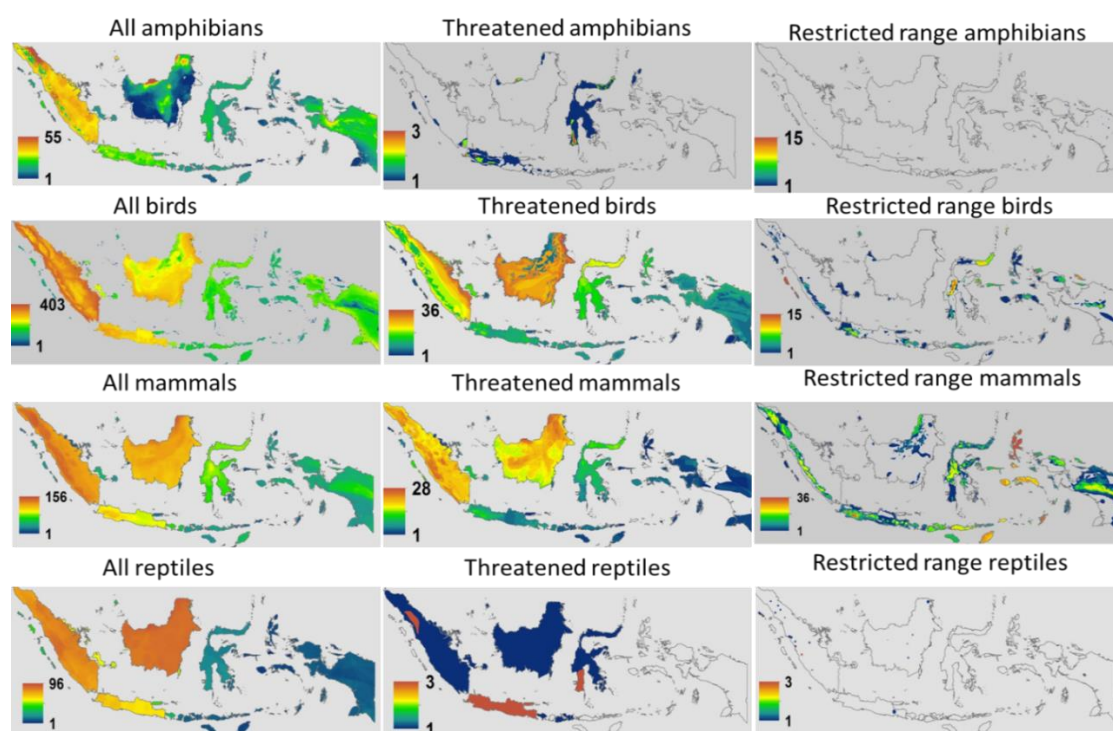 All amphibians
Threatened amphibians
Restricted range amphibians
55
1
3
1
15
1
All birds
Threatened birds
Restricted range birds
403
1
36
1
15
1
All mammals
Threatened mammals
Restricted range mammals
156
1
28
1
36
1
All reptiles
Threatened reptiles
Restricted range reptiles
96
1
3
1
3
1